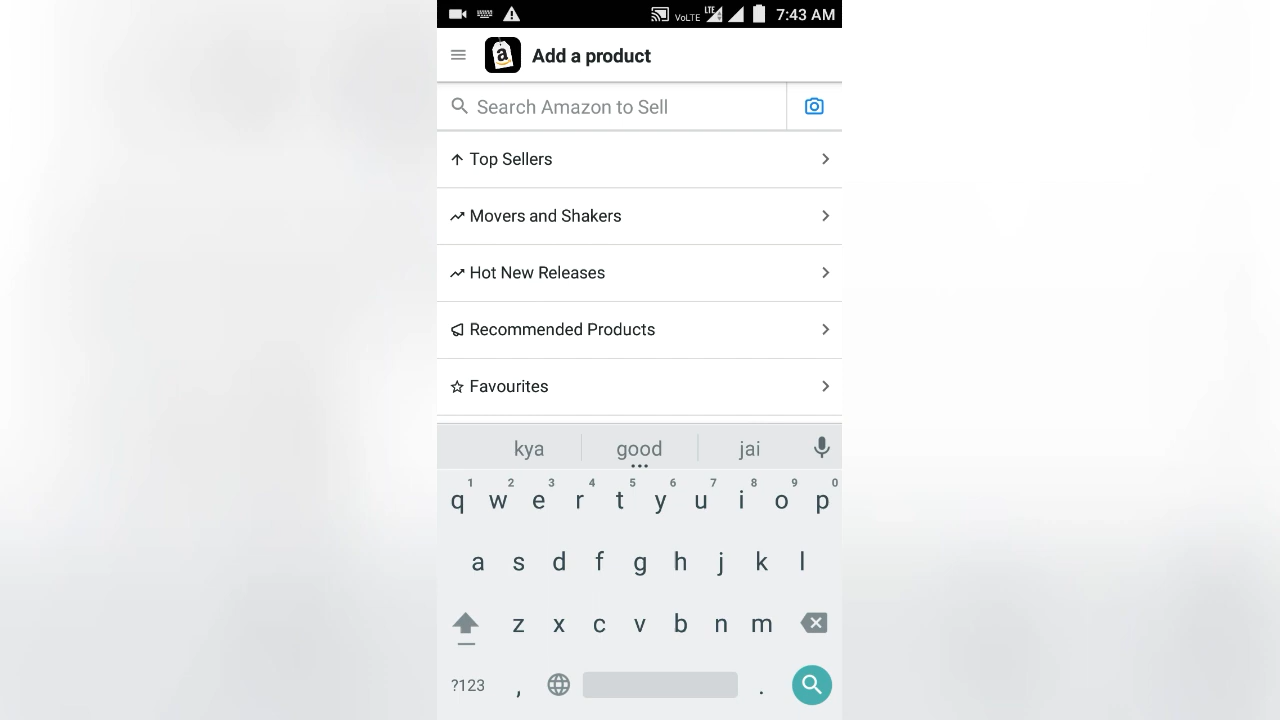 VoLTE LTE 7:43 AM
a Add a product
Search Amazon to Sell
Top Sellers
Movers and Shakers
Hot New Releases
Recommended Products
Favourites
kya good jai
1 2 3 4 5 6 7 8 9 0
q w e r t y u i o p
a s d f g h j k l
z x c v b n m
?123 , .